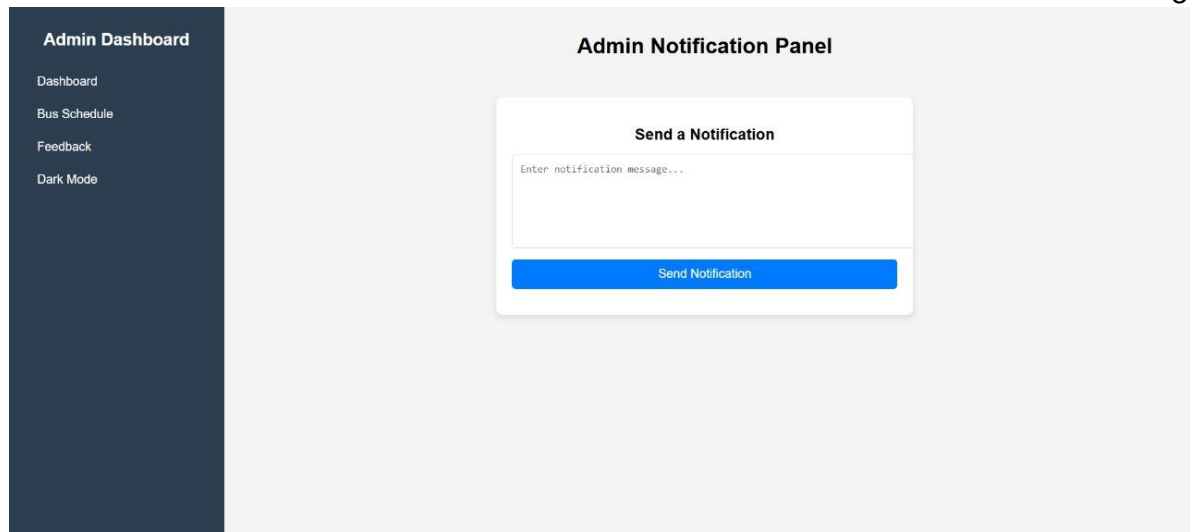 Admin Dashboard
Dashboard
Bus Schedule
Feedback
Dark Mode
Admin Notification Panel
Send a Notification
Enter notification message...
Send Notification